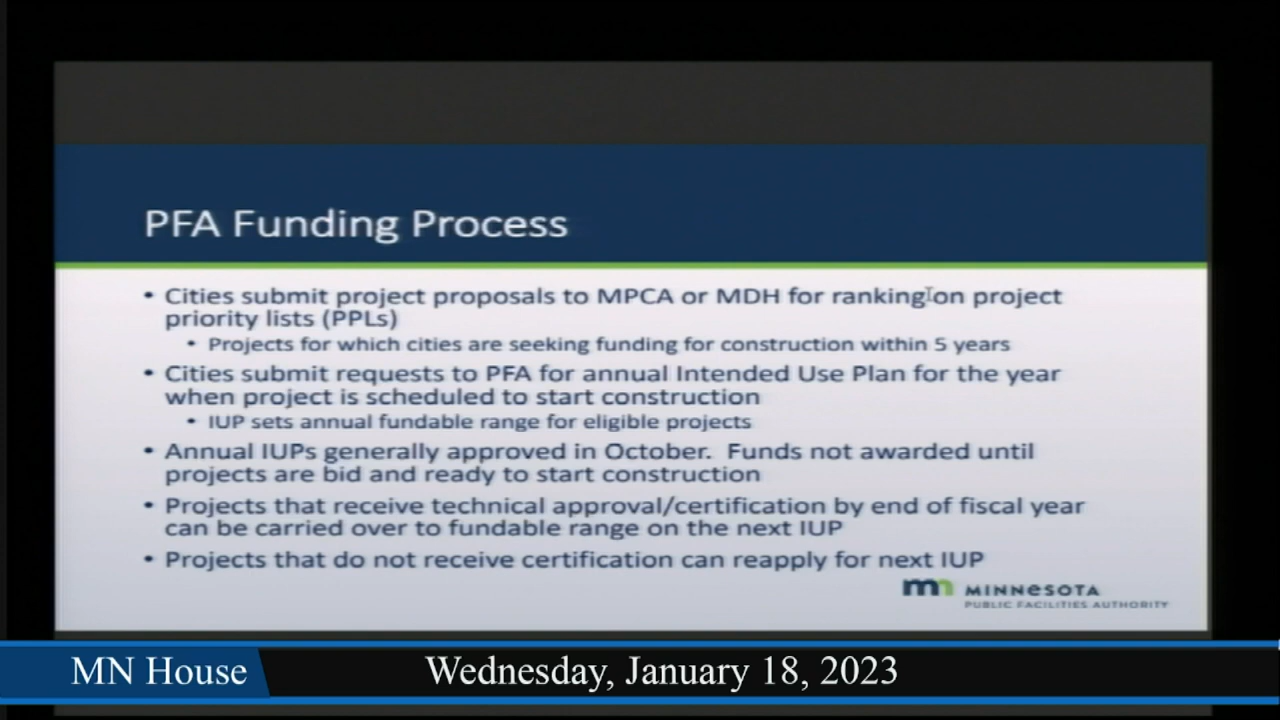 PFA Funding Process
• Cities submit project proposals to MPCA or MDH for ranking on project
priority lists (PPLs)
• Projects for which cities are seeking funding for construction within 5 years
• Cities submit requests to PFA for annual Intended Use Plan for the year
when project is scheduled to start construction
• IUP sets annual fundable range for eligible projects
• Annual IUPs generally approved in October.  Funds not awarded until
projects are bid and ready to start construction
• Projects that receive technical approval/certification by end of fiscal year
can be carried over to fundable range on the next IUP
• Projects that do not receive certification can reapply for next IUP
mn MINNESOTA
PUBLIC FACILITIES AUTHORITY
MN House
Wednesday, January 18, 2023